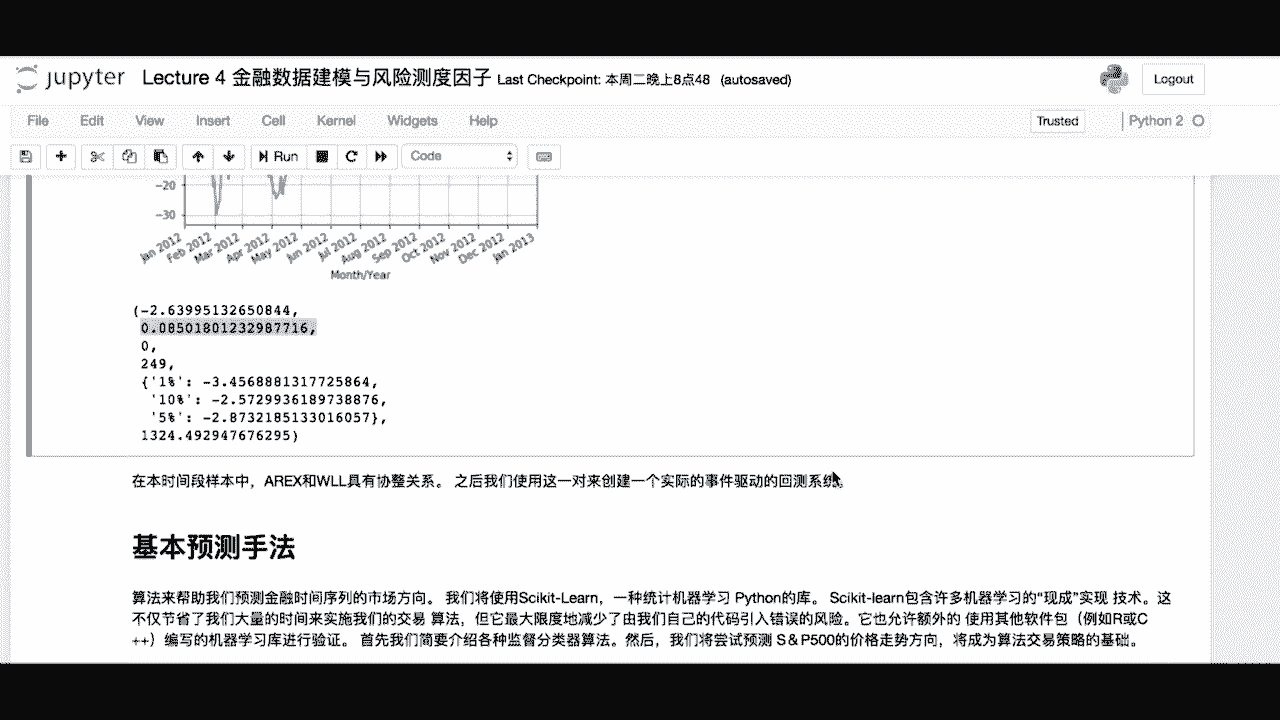 jupyter Lecture 4 金融数据建模与风险测度因子 Last Checkpoint: 本周二晚上8点48 (autosaved) Logout
File Edit View Insert Cell Kernel Widgets Help Trusted Python 2
Run Code
-20
-30
Jan 2012 Feb 2012 Mar 2012 Apr 2012 May 2012 Jun 2012 Jul 2012 Aug 2012 Sep 2012 Oct 2012 Nov 2012 Dec 2012 Jan 2013
Month/Year
(-2.63995132650844,
0.08501801232987716,
0,
249,
{'1%': -3.4568881317725864,
'10%': -2.5729936189738876,
'5%': -2.8732185133016057},
1324.492947676295)
在本时间段样本中，AREX和WLL具有协整关系。 之后我们使用这一对来创建一个实际的事件驱动的回测系统。
基本预测手法
算法来帮助我们预测金融时间序列的市场方向。 我们将使用Scikit-Learn，一种统计机器学习 Python的库。 Scikit-learn包含许多机器学习的“现成”实现 技术。这
不仅节省了我们大量的时间来实施我们的交易 算法，但它最大限度地减少了由我们自己的代码引入错误的风险。它也允许额外的 使用其他软件包（例如R或C
++）编写的机器学习库进行验证。 首先我们简要介绍各种监督分类器算法。然后，我们将尝试预测 S＆P500的价格走势方向，将成为算法交易策略的基础。